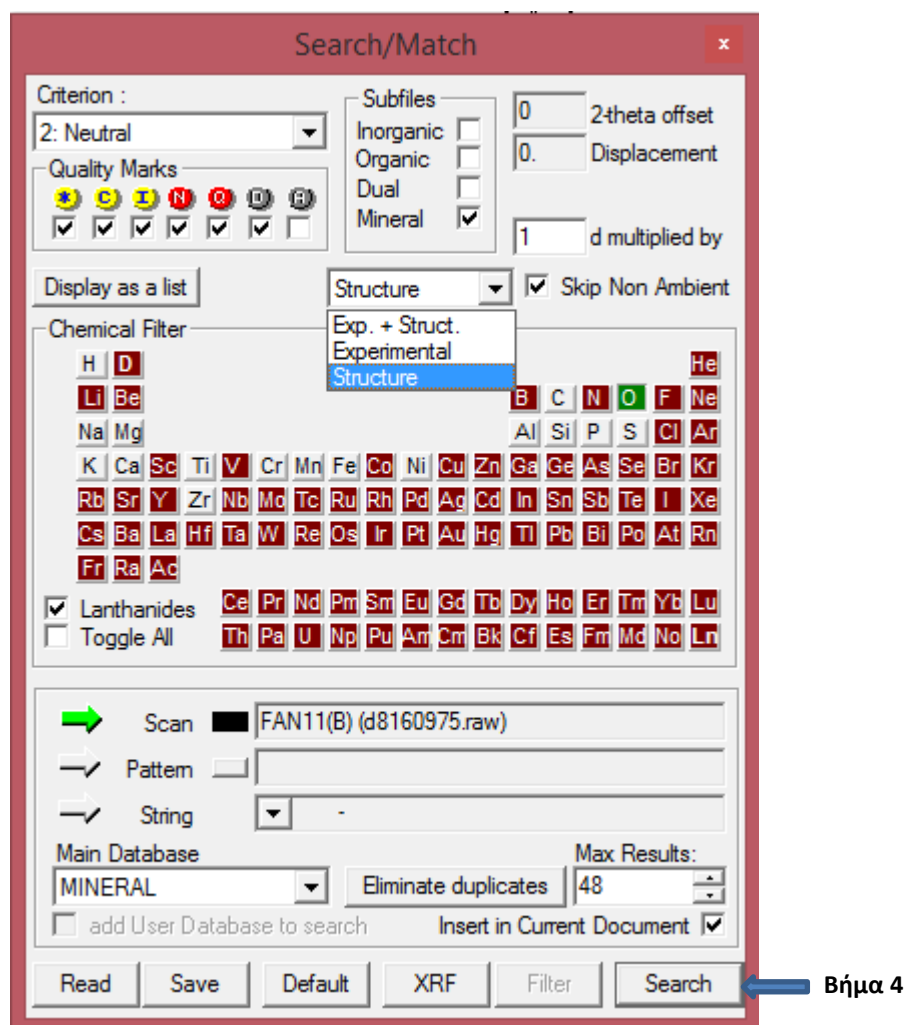 Search/Match
x
Criterion :
2: Neutral
Quality Marks
* C I N Q
Subfiles
Inorganic
Organic
Dual
Mineral
0 2-theta offset
0. Displacement
1 d multiplied by
Display as a list
Structure
Skip Non Ambient
Exp. + Struct.
Experimental
Structure
Chemical Filter
H D He
Li Be B C N O F Ne
Na Mg Al Si P S Cl Ar
K Ca Sc Ti V Cr Mn Fe Co Ni Cu Zn Ga Ge As Se Br Kr
Rb Sr Y Zr Nb Mo Tc Ru Rh Pd Ag Cd In Sn Sb Te I Xe
Cs Ba La Hf Ta W Re Os Ir Pt Au Hg Tl Pb Bi Po At Rn
Fr Ra Ac
Lanthanides Ce Pr Nd Pm Sm Eu Gd Tb Dy Ho Er Tm Yb Lu
Toggle All Th Pa U Np Pu Am Cm Bk Cf Es Fm Md No Ln
Scan FAN11(B) (d8160975.raw)
Pattern
String -
Main Database
MINERAL
Eliminate duplicates
Max Results:
48
add User Database to search
Insert in Current Document
Read Save Default XRF Filter Search
Βήμα 4